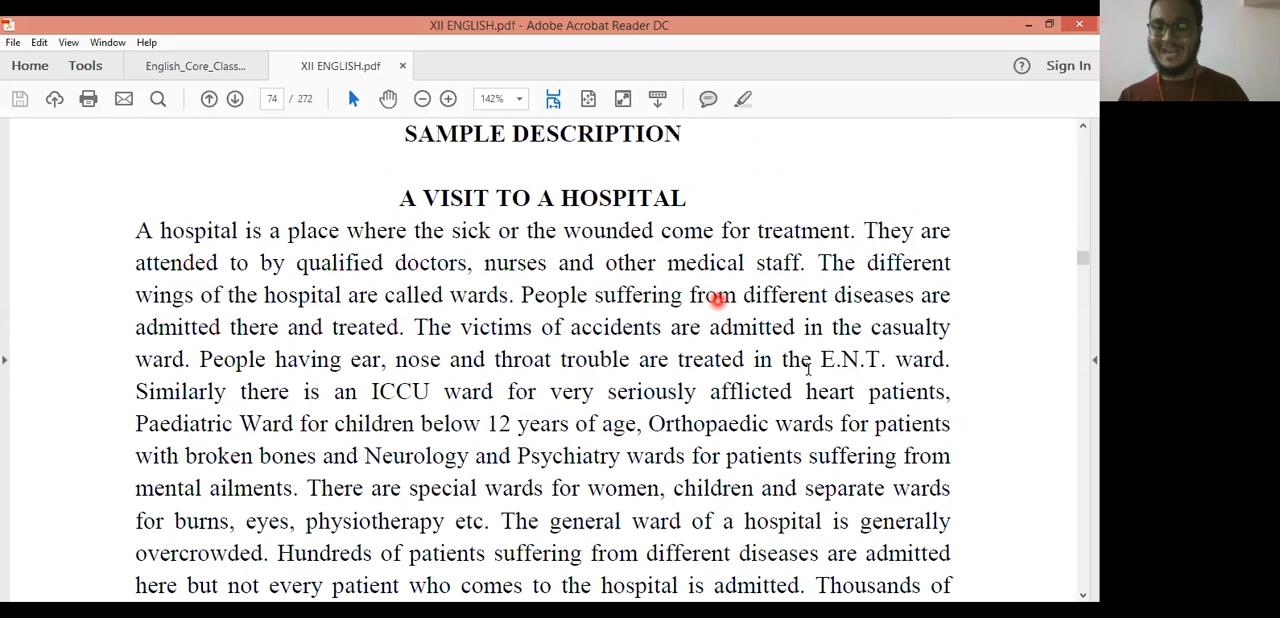 XII ENGLISH.pdf - Adobe Acrobat Reader DC
File Edit View Window Help
Home Tools English_Core_Class... XII ENGLISH.pdf × Sign In
74 / 272 142%
SAMPLE DESCRIPTION
A VISIT TO A HOSPITAL
A hospital is a place where the sick or the wounded come for treatment. They are
attended to by qualified doctors, nurses and other medical staff. The different
wings of the hospital are called wards. People suffering from different diseases are
admitted there and treated. The victims of accidents are admitted in the casualty
ward. People having ear, nose and throat trouble are treated in the E.N.T. ward.
Similarly there is an ICCU ward for very seriously afflicted heart patients,
Paediatric Ward for children below 12 years of age, Orthopaedic wards for patients
with broken bones and Neurology and Psychiatry wards for patients suffering from
mental ailments. There are special wards for women, children and separate wards
for burns, eyes, physiotherapy etc. The general ward of a hospital is generally
overcrowded. Hundreds of patients suffering from different diseases are admitted
here but not every patient who comes to the hospital is admitted. Thousands of